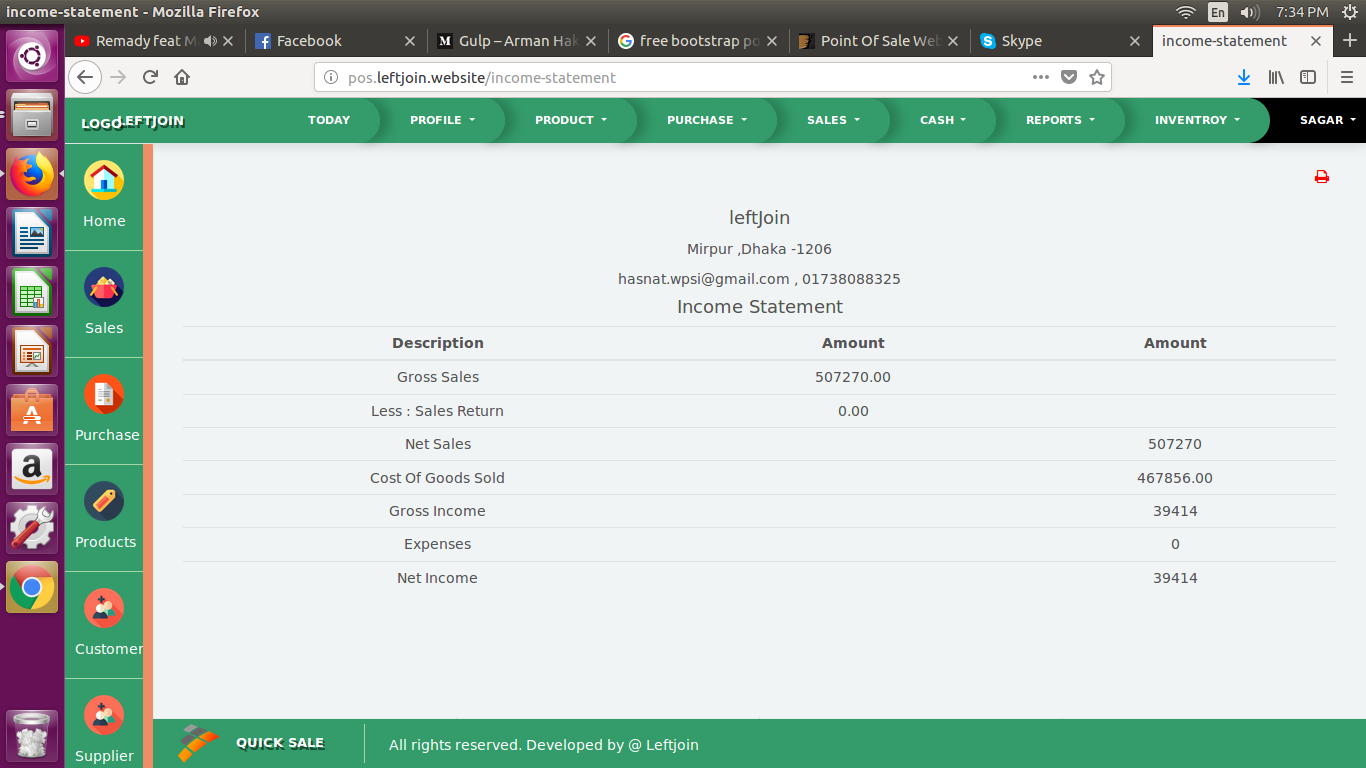 income-statement - Mozilla Firefox
En
7:34 PM
Remady feat M
Facebook
Gulp – Arman Hak
free bootstrap po
Point Of Sale Web
Skype
income-statement
pos.leftjoin.website/income-statement
LOGO LEFTJOIN
TODAY
PROFILE
PRODUCT
PURCHASE
SALES
CASH
REPORTS
INVENTROY
SAGAR
Home
Sales
Purchase
Products
Customer
Supplier
leftJoin
Mirpur ,Dhaka -1206
hasnat.wpsi@gmail.com , 01738088325
Income Statement
Description Amount Amount
Gross Sales 507270.00
Less : Sales Return 0.00
Net Sales 507270
Cost Of Goods Sold 467856.00
Gross Income 39414
Expenses 0
Net Income 39414
QUICK SALE
All rights reserved. Developed by @ Leftjoin